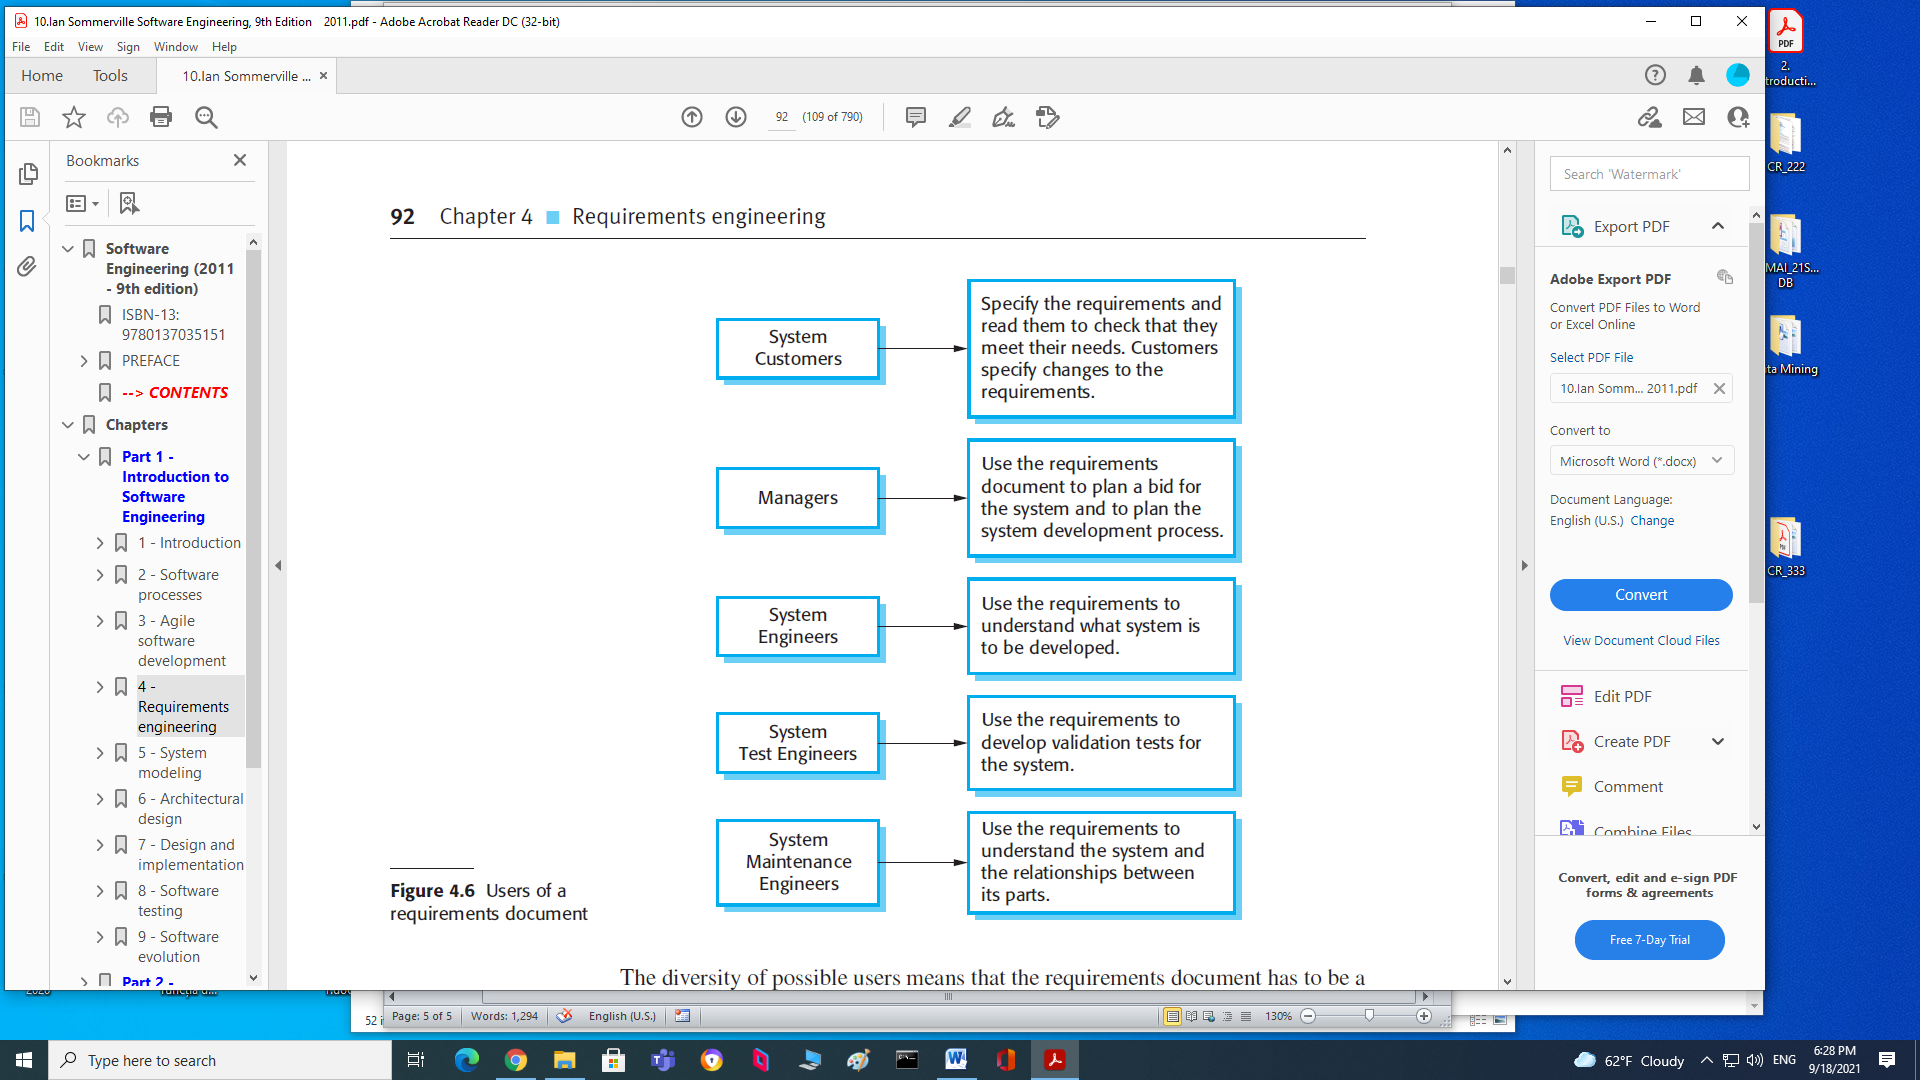 10.Ian Sommerville Software Engineering, 9th Edition    2011.pdf - Adobe Acrobat Reader DC (32-bit)
File Edit View Sign Window Help
Home Tools 10.Ian Sommerville ...
92 (109 of 790)
Bookmarks
Software
Engineering (2011
- 9th edition)
ISBN-13:
9780137035151
PREFACE
--> CONTENTS
Chapters
Part 1 -
Introduction to
Software
Engineering
1 - Introduction
2 - Software
processes
3 - Agile
software
development
4 -
Requirements
engineering
5 - System
modeling
6 - Architectural
design
7 - Design and
implementation
8 - Software
testing
9 - Software
evolution
Part 2 -
92 Chapter 4 Requirements engineering
System
Customers
Specify the requirements and
read them to check that they
meet their needs. Customers
specify changes to the
requirements.
Managers
Use the requirements
document to plan a bid for
the system and to plan the
system development process.
System
Engineers
Use the requirements to
understand what system is
to be developed.
System
Test Engineers
Use the requirements to
develop validation tests for
the system.
System
Maintenance
Engineers
Use the requirements to
understand the system and
the relationships between
its parts.
Figure 4.6 Users of a
requirements document
The diversity of possible users means that the requirements document has to be a
Search 'Watermark'
Export PDF
Adobe Export PDF
Convert PDF Files to Word
or Excel Online
Select PDF File
10.Ian Somm... 2011.pdf
Convert to
Microsoft Word (*.docx)
Document Language:
English (U.S.) Change
Convert
View Document Cloud Files
Edit PDF
Create PDF
Comment
Combine Files
Convert, edit and e-sign PDF
forms & agreements
Free 7-Day Trial
PDF
2.
troducti...
CR_222
MAI_21S...
DB
ta Mining
PDF
CR_333
52 i
Page: 5 of 5 Words: 1,294 English (U.S.) 130%
Type here to search
62°F Cloudy ENG
6:28 PM
9/18/2021